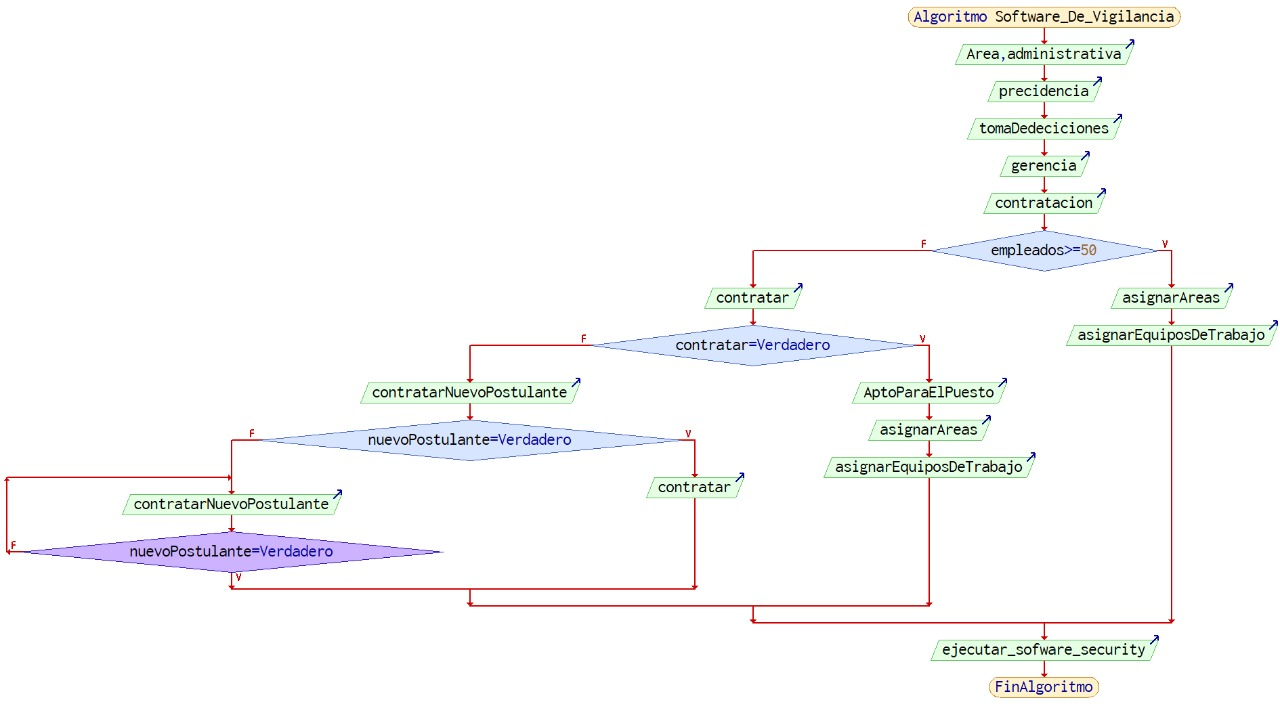 Algoritmo Software_De_Vigilancia
Area,administrativa
precidencia
tomaDedeciciones
gerencia
contratacion
F
empleados>=50
V
contratar
asignarAreas
asignarEquiposDeTrabajo
F
contratar=Verdadero
V
contratarNuevoPostulante
AptoParaElPuesto
F
nuevoPostulante=Verdadero
V
asignarAreas
asignarEquiposDeTrabajo
contratar
contratarNuevoPostulante
F
nuevoPostulante=Verdadero
V
ejecutar_sofware_security
FinAlgoritmo